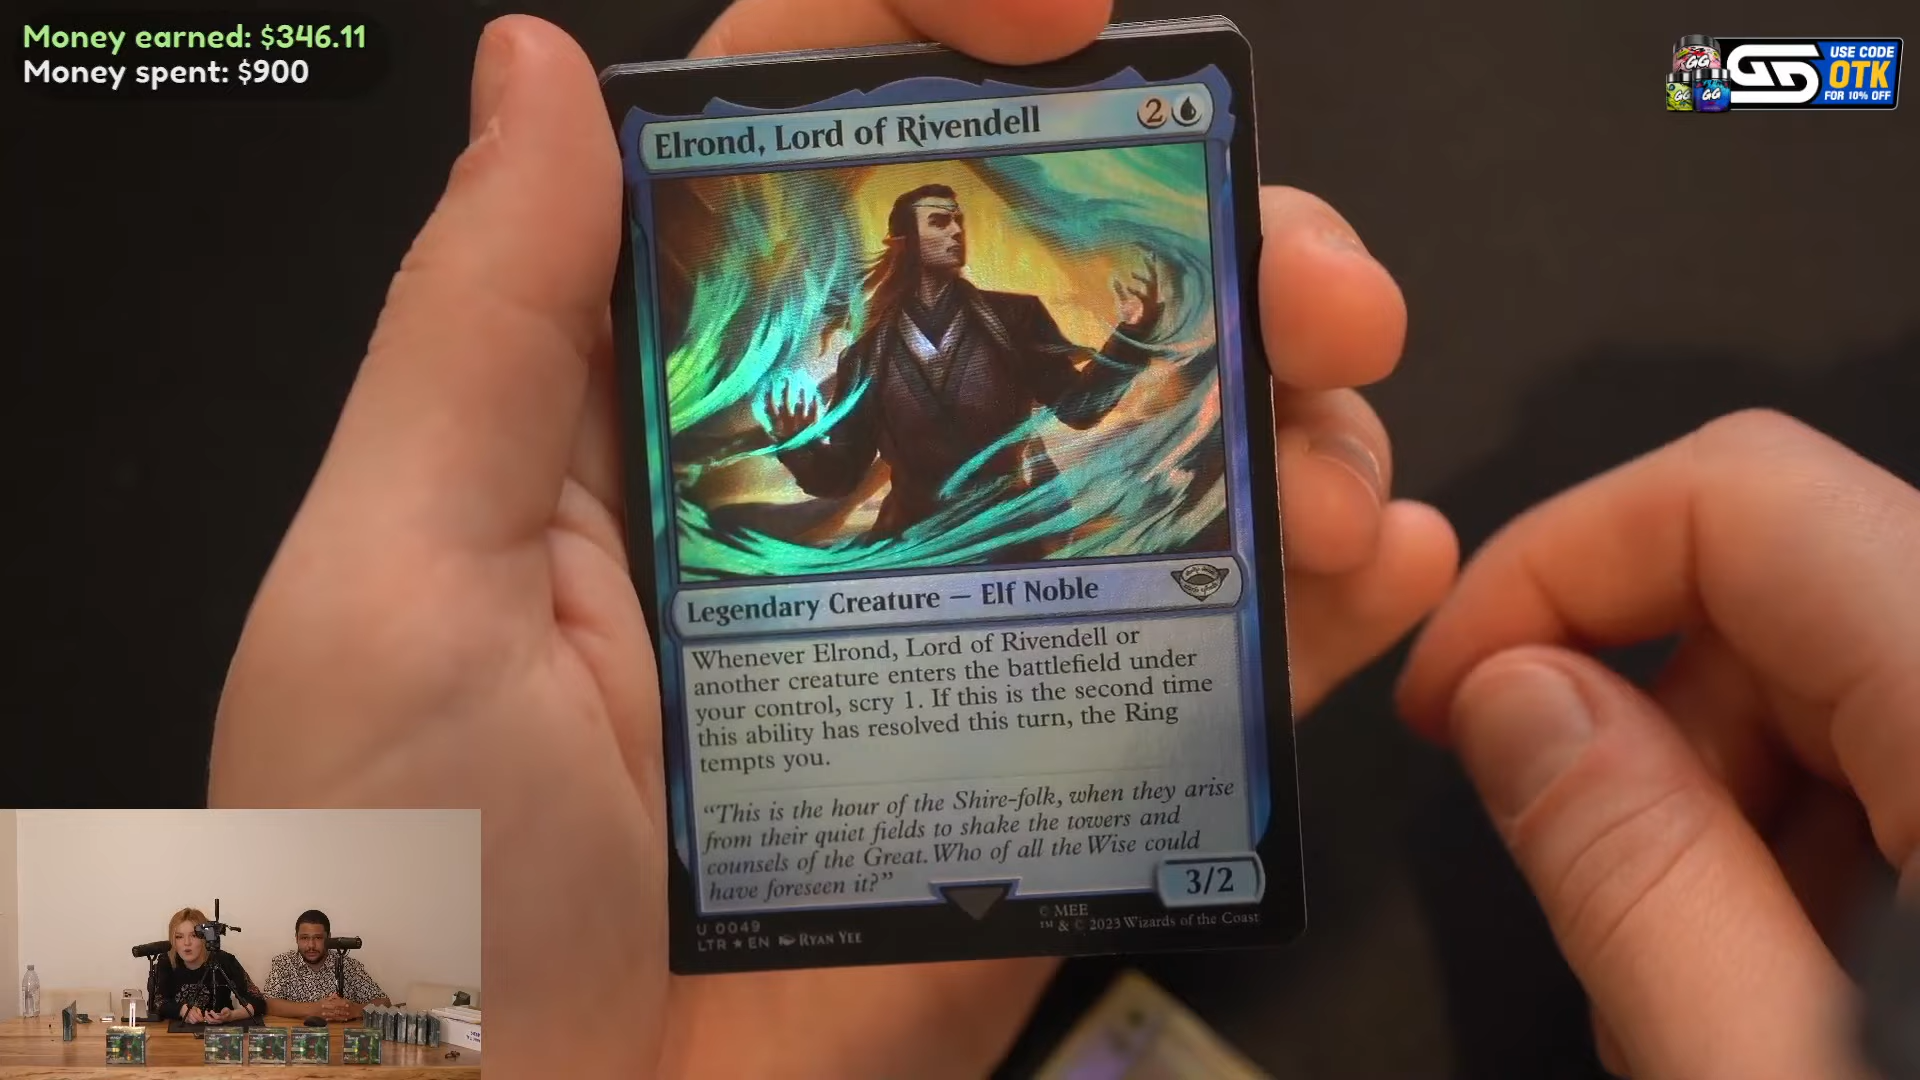 Money earned: $346.11
Money spent: $900
USE CODE
OTK
FOR 10% OFF
GG
GG
GG
Elrond, Lord of Rivendell
2
Legendary Creature — Elf Noble
Whenever Elrond, Lord of Rivendell or
another creature enters the battlefield under
your control, scry 1. If this is the second time
this ability has resolved this turn, the Ring
tempts you.
“This is the hour of the Shire-folk, when they arise
from their quiet fields to shake the towers and
counsels of the Great. Who of all the Wise could
have foreseen it?”
3/2
U 0049
LTR ★ EN RYAN YEE
© MEE
™ & © 2023 Wizards of the Coast